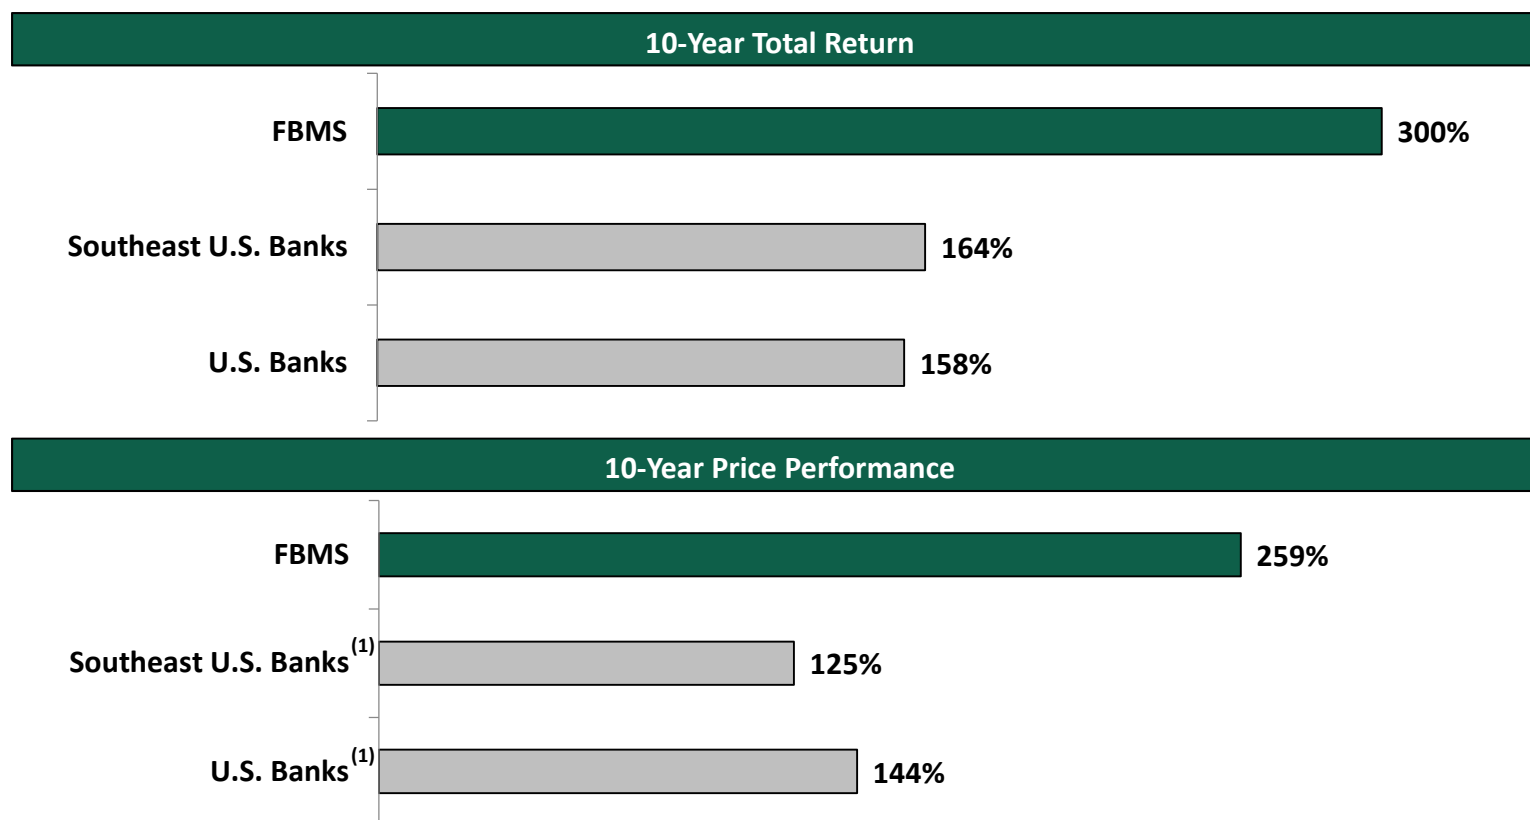 10-Year Total Return
FBMS 300%
Southeast U.S. Banks 164%
U.S. Banks 158%
10-Year Price Performance
FBMS 259%
Southeast U.S. Banks (1) 125%
U.S. Banks (1) 144%